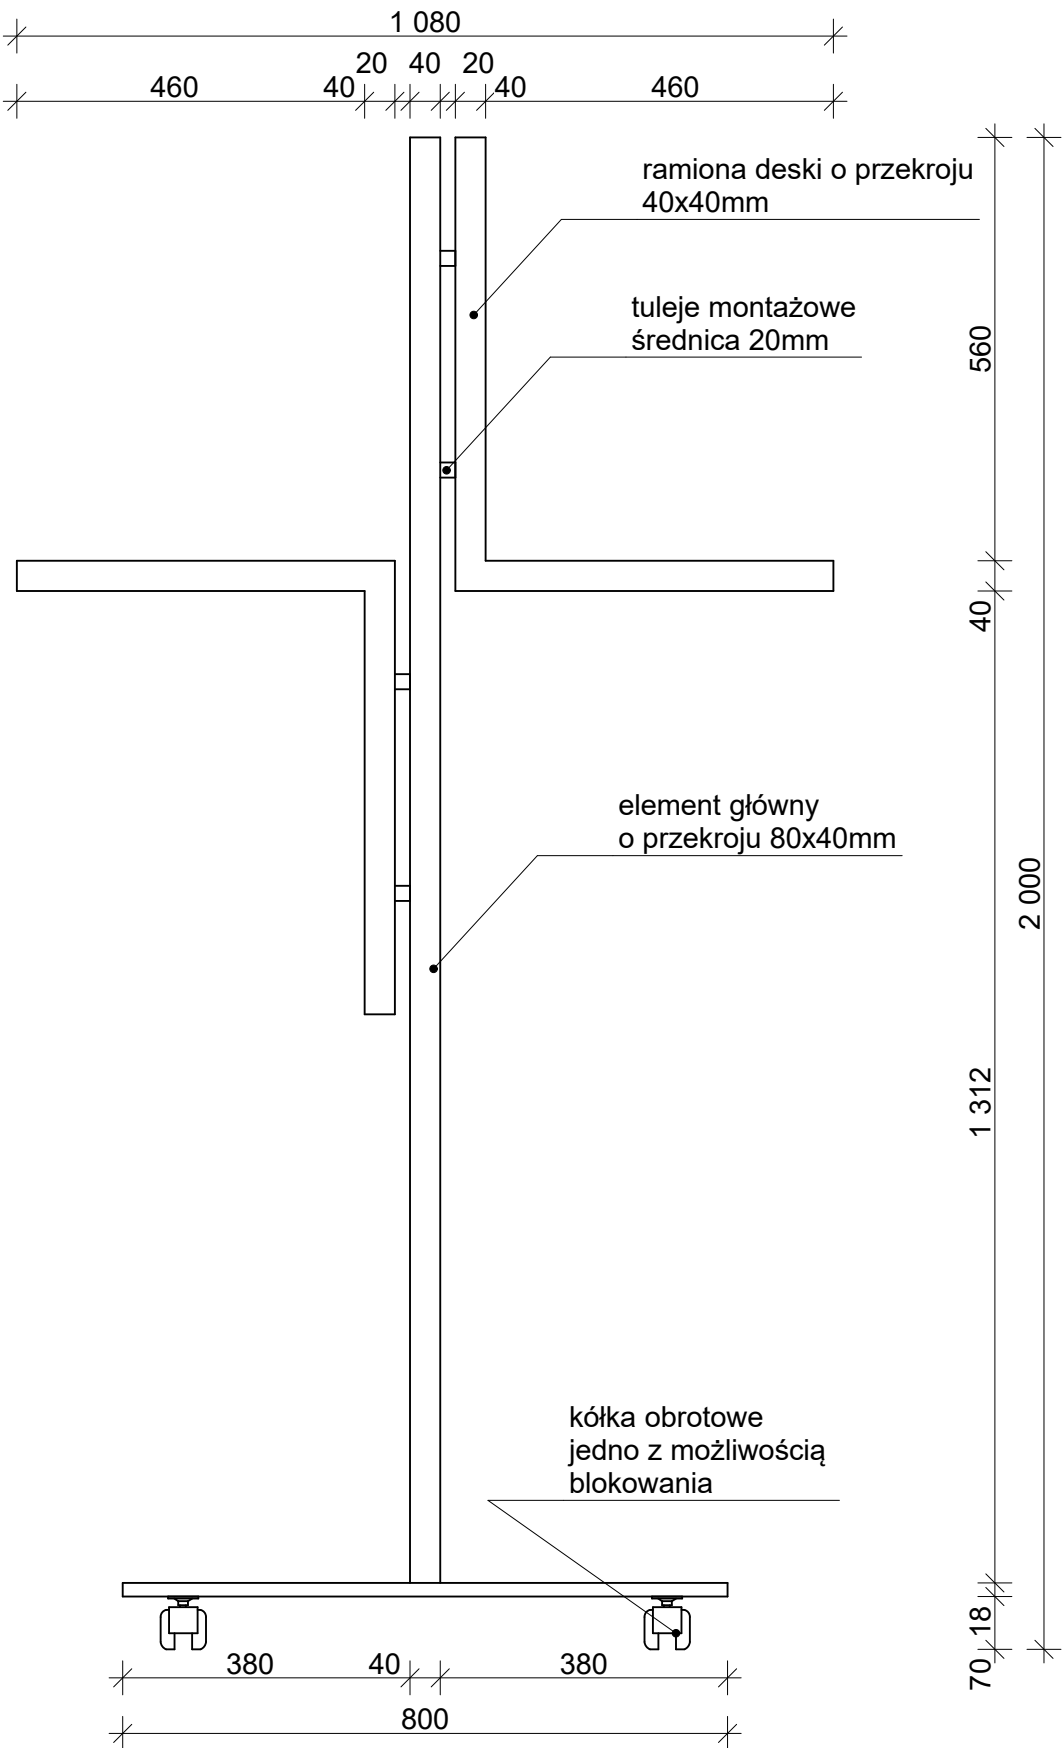 1 080
20 40 20
460 40 40 460
ramiona deski o przekroju
40x40mm
tuleje montażowe
średnica 20mm
560
40
element główny
o przekroju 80x40mm
2 000
1 312
kółka obrotowe
jedno z możliwością
blokowania
18
70
380 40 380
800